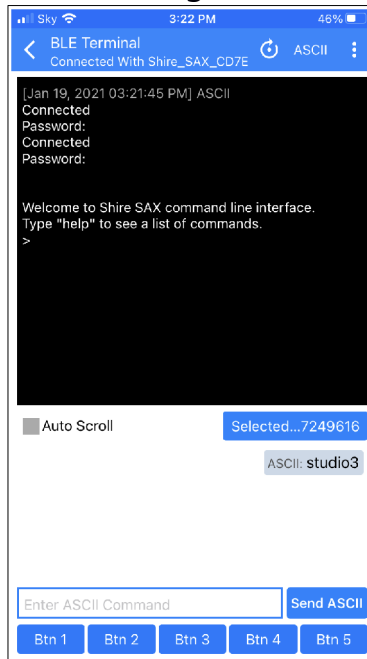 Sky 3:22 PM 46%
BLE Terminal
Connected With Shire_SAX_CD7E
ASCII
[Jan 19, 2021 03:21:45 PM] ASCII
Connected
Password:
Connected
Password:
Welcome to Shire SAX command line interface.
Type "help" to see a list of commands.
>
Auto Scroll
Selected...7249616
ASCII: studio3
Enter ASCII Command
Send ASCII
Btn 1 Btn 2 Btn 3 Btn 4 Btn 5